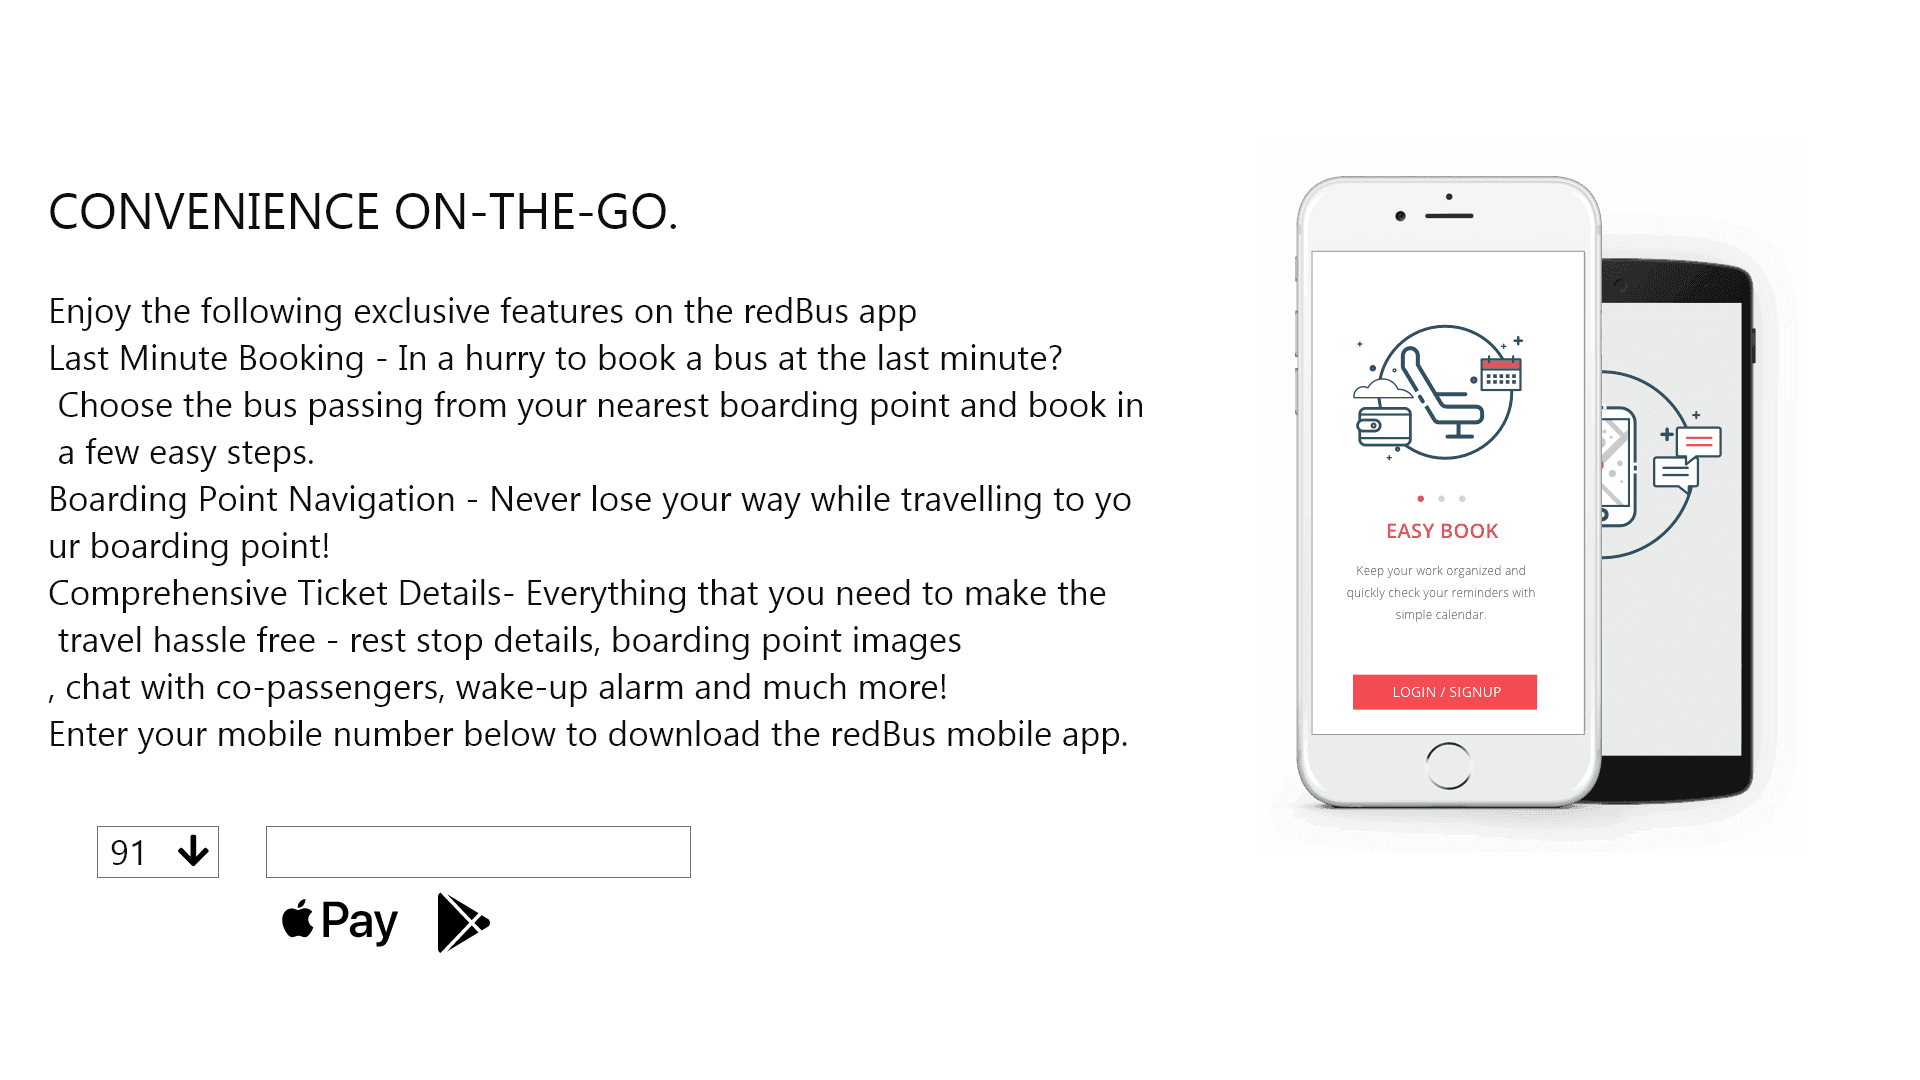 CONVENIENCE ON-THE-GO.
Enjoy the following exclusive features on the redBus app
Last Minute Booking - In a hurry to book a bus at the last minute?
Choose the bus passing from your nearest boarding point and book in
a few easy steps.
Boarding Point Navigation - Never lose your way while travelling to yo
ur boarding point!
Comprehensive Ticket Details- Everything that you need to make the
travel hassle free - rest stop details, boarding point images
, chat with co-passengers, wake-up alarm and much more!
Enter your mobile number below to download the redBus mobile app.
91
Pay
EASY BOOK
Keep your work organized and
quickly check your reminders with
simple calendar.
LOGIN / SIGNUP